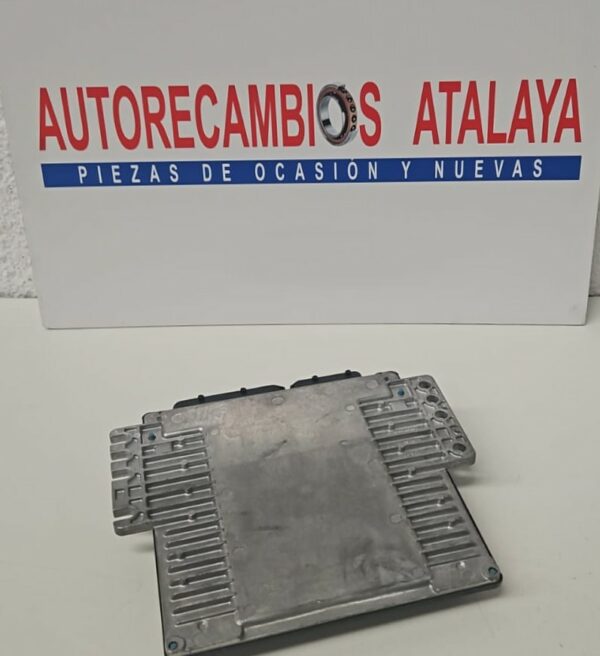 AUTORECAMBIOS ATALAYA
PIEZAS DE OCASIÓN Y NUEVAS